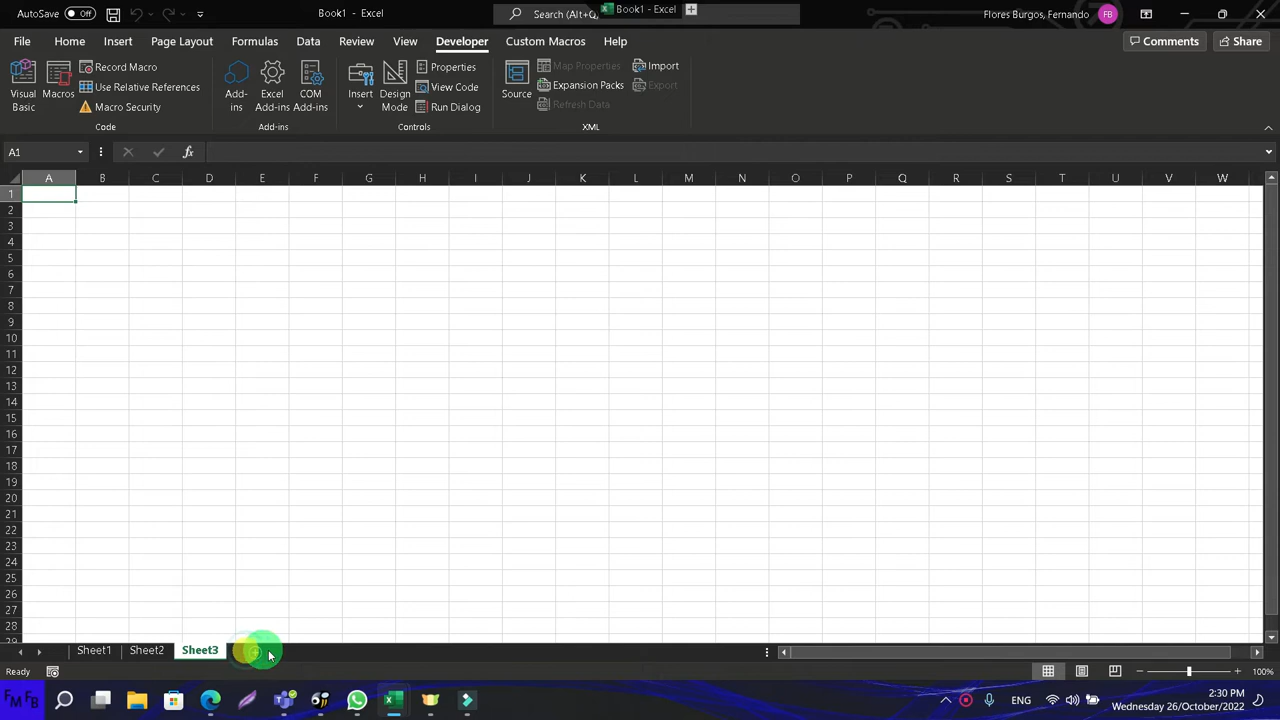 AutoSave Off Book1 - Excel Search (Alt+Q) Book1 - Excel Flores Burgos, Fernando FB
File Home Insert Page Layout Formulas Data Review View Developer Custom Macros Help Comments Share
Visual Basic
Macros
Record Macro
Use Relative References
Macro Security
Code
Add-ins
Excel Add-ins
COM Add-ins
Add-ins
Insert
Design Mode
Properties
View Code
Run Dialog
Controls
Source
Map Properties
Expansion Packs
Refresh Data
Import
Export
XML
A1 fx
A B C D E F G H I J K L M N O P Q R S T U V W
1
2
3
4
5
6
7
8
9
10
11
12
13
14
15
16
17
18
19
20
21
22
23
24
25
26
27
28
29
Sheet1 Sheet2 Sheet3
Ready 100%
FM FB ENG 2:30 PM
Wednesday 26/October/2022